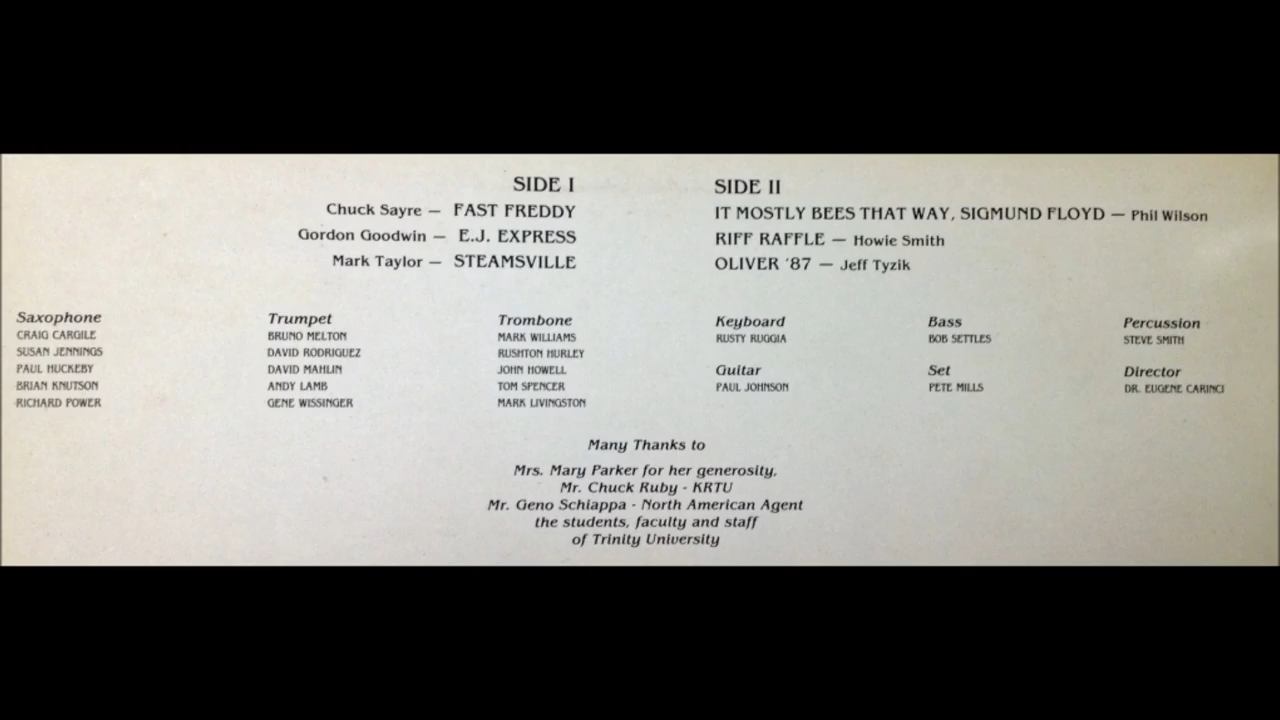 SIDE I
Chuck Sayre — FAST FREDDY
Gordon Goodwin — E.J. EXPRESS
Mark Taylor — STEAMSVILLE
SIDE II
IT MOSTLY BEES THAT WAY, SIGMUND FLOYD — Phil Wilson
RIFF RAFFLE — Howie Smith
OLIVER '87 — Jeff Tyzik
Saxophone
CRAIG CARGILE
SUSAN JENNINGS
PAUL HUCKEBY
BRIAN KNUTSON
RICHARD POWER
Trumpet
BRUNO MELTON
DAVID RODRIGUEZ
DAVID MAHLIN
ANDY LAMB
GENE WISSINGER
Trombone
MARK WILLIAMS
RUSHTON HURLEY
JOHN HOWELL
TOM SPENCER
MARK LIVINGSTON
Keyboard
RUSTY RUGGIA
Guitar
PAUL JOHNSON
Bass
BOB SETTLES
Set
PETE MILLS
Percussion
STEVE SMITH
Director
DR. EUGENE CARINCI
Many Thanks to
Mrs. Mary Parker for her generosity,
Mr. Chuck Ruby - KRTU
Mr. Geno Schiappa - North American Agent
the students, faculty and staff
of Trinity University